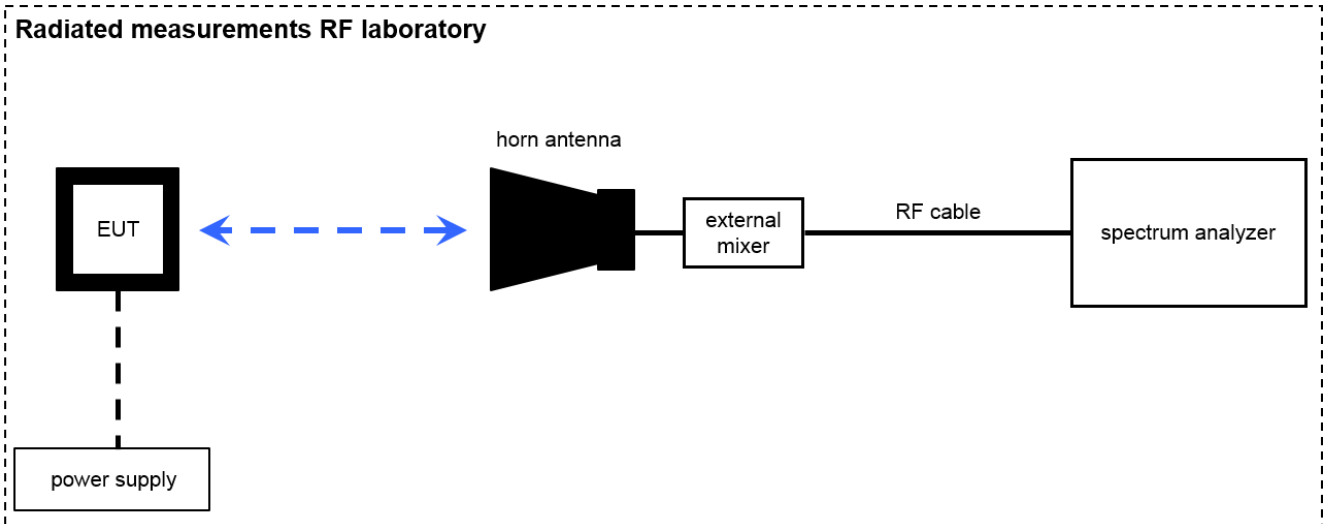 Radiated measurements RF laboratory
horn antenna
EUT
external
mixer
RF cable
spectrum analyzer
power supply